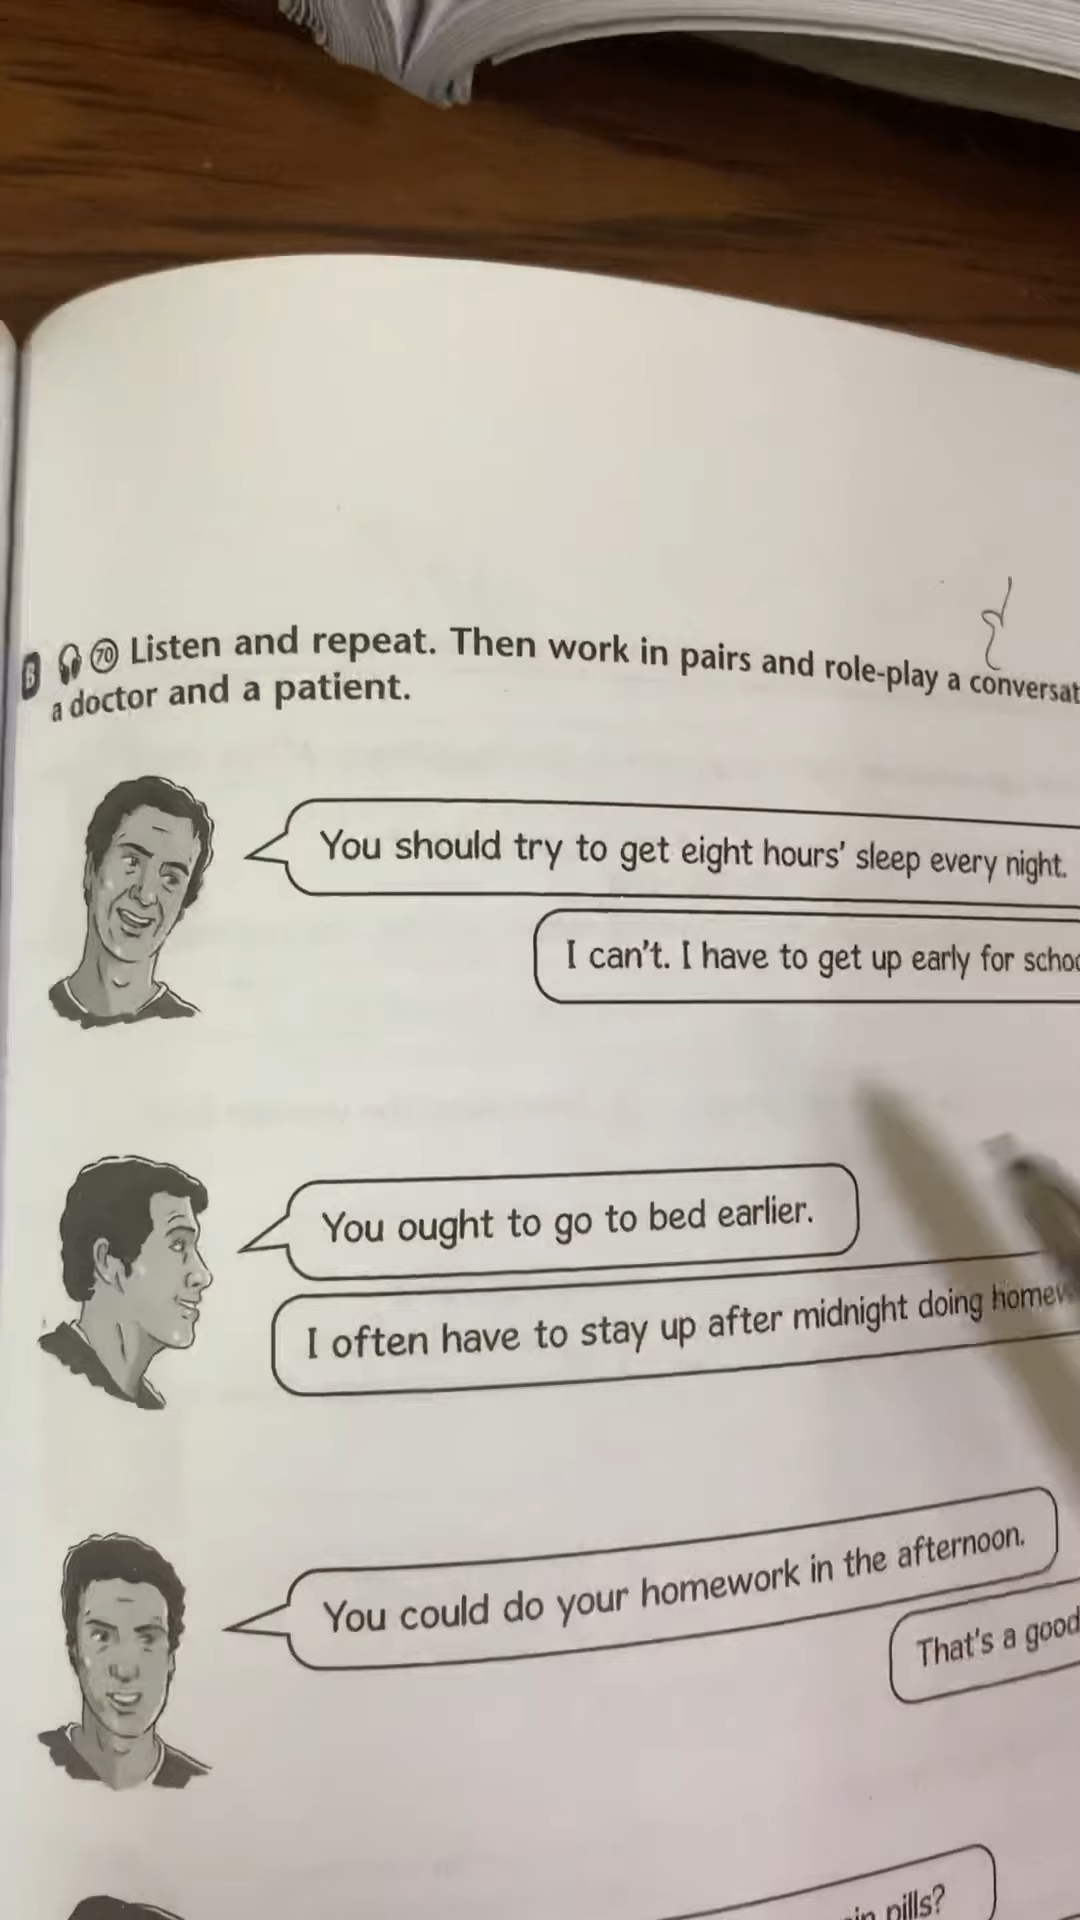 B 70 Listen and repeat. Then work in pairs and role-play a
a doctor and a patient.
You should try to get eight hours' sleep every night.
I can't. I have to get up early for
You ought to go to bed earlier.
I often have to stay up after midnight doing
You could do your homework in the afternoon.
That's a good
pills?